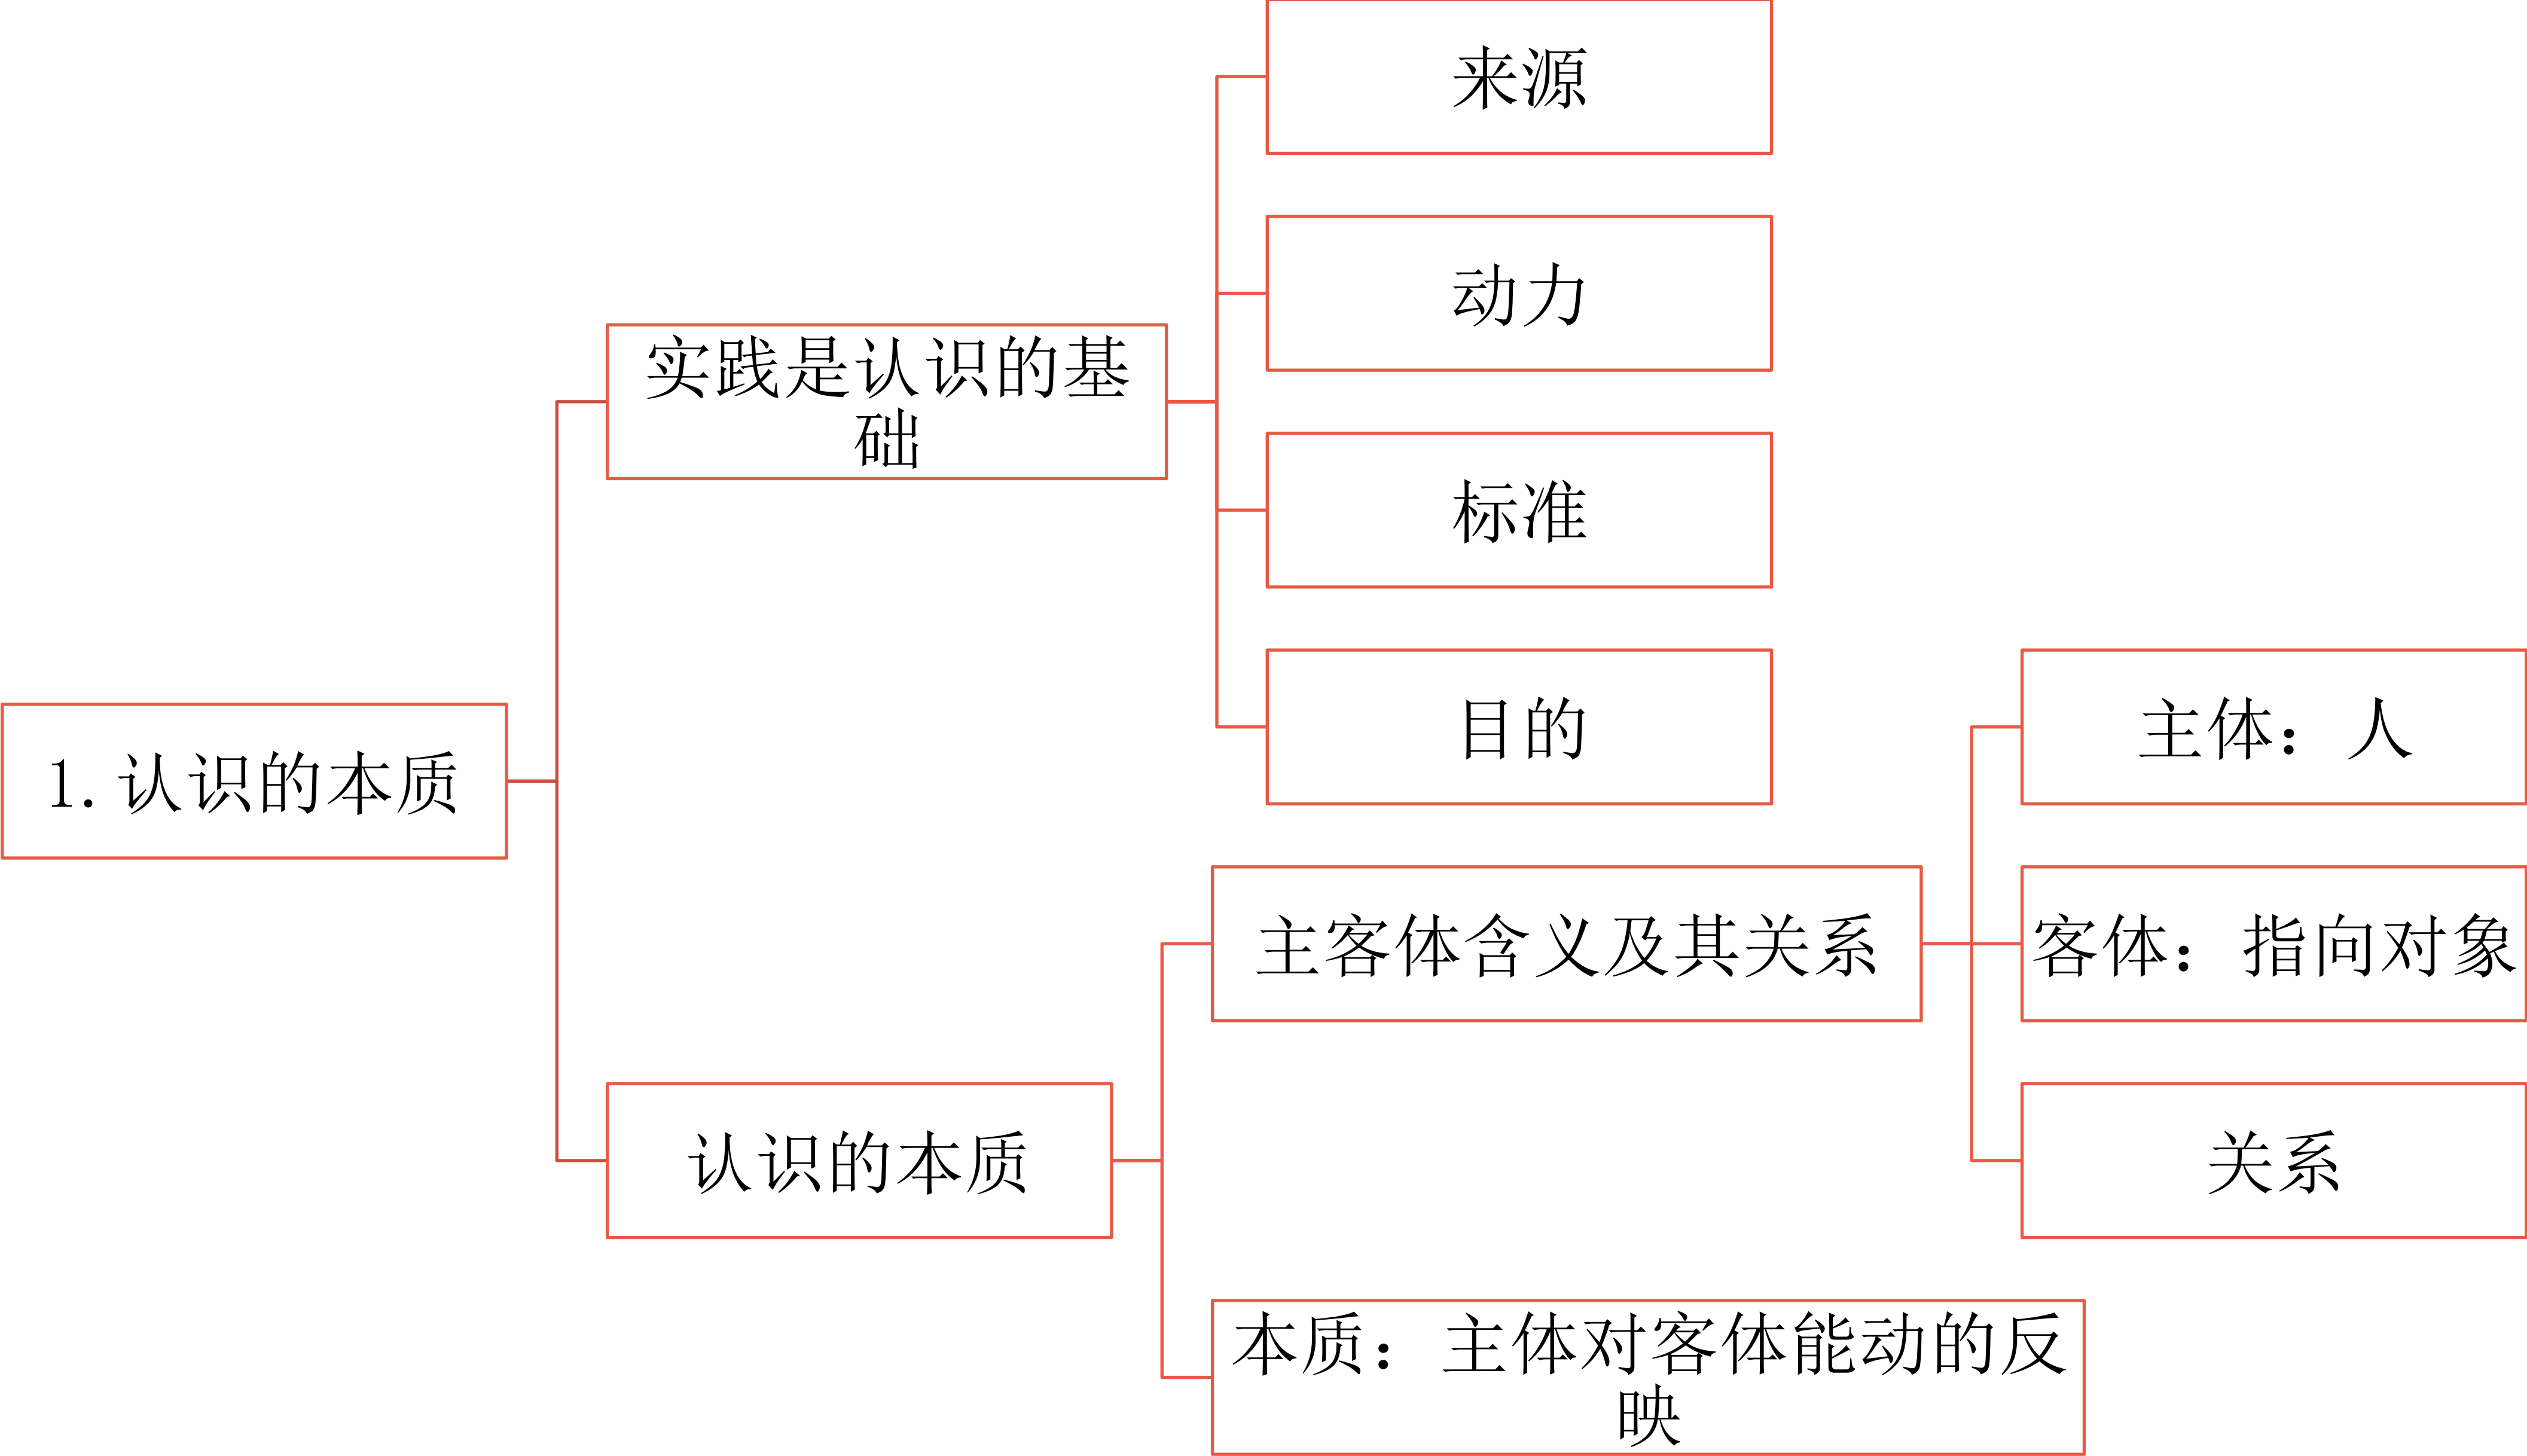 1.认识的本质
实践是认识的基
础
来源
动力
标准
目的
认识的本质
主客体含义及其关系
主体：人
客体：指向对象
关系
本质：主体对客体能动的反
映